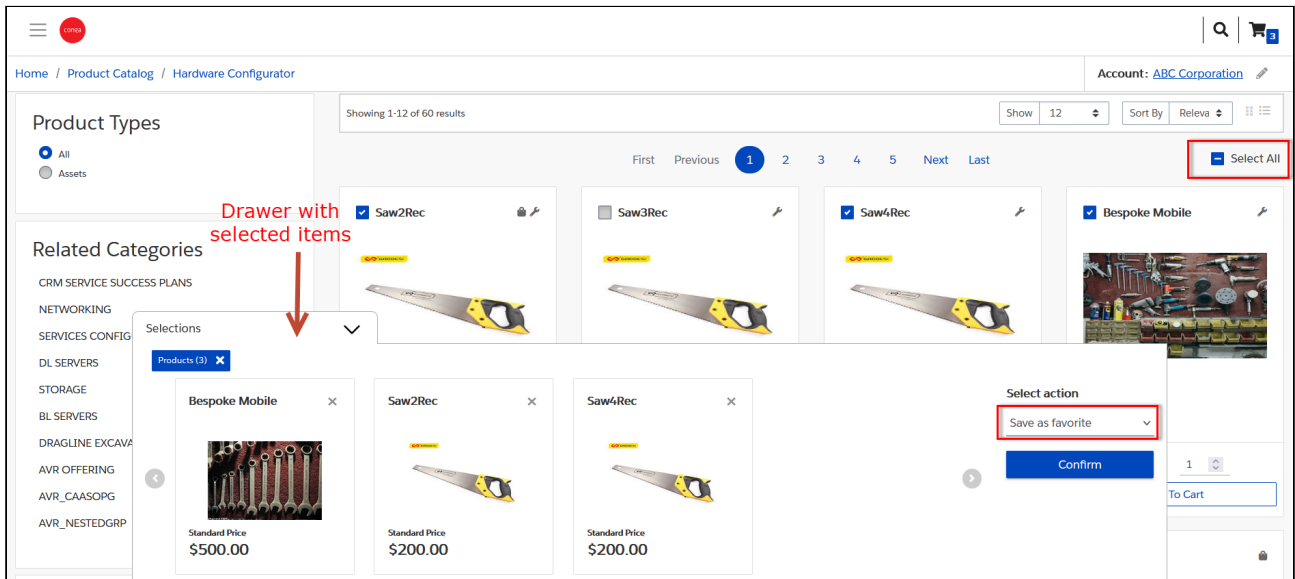 conga
3
Home / Product Catalog / Hardware Configurator
Account: ABC Corporation
Product Types
All
Assets
Showing 1-12 of 60 results
Show 12
Sort By Releva
First Previous 1 2 3 4 5 Next Last
Select All
Drawer with
selected items
Saw2Rec
Saw3Rec
Saw4Rec
Bespoke Mobile
Related Categories
CRM SERVICE SUCCESS PLANS
NETWORKING
SERVICES CONFIG
DL SERVERS
STORAGE
BL SERVERS
DRAGLINE EXCAVA
AVR OFFERING
AVR_CAASOPG
AVR_NESTEDGRP
Selections
Products (3)
Bespoke Mobile
Standard Price
$500.00
Saw2Rec
Standard Price
$200.00
Saw4Rec
Standard Price
$200.00
Select action
Save as favorite
Confirm
1
To Cart